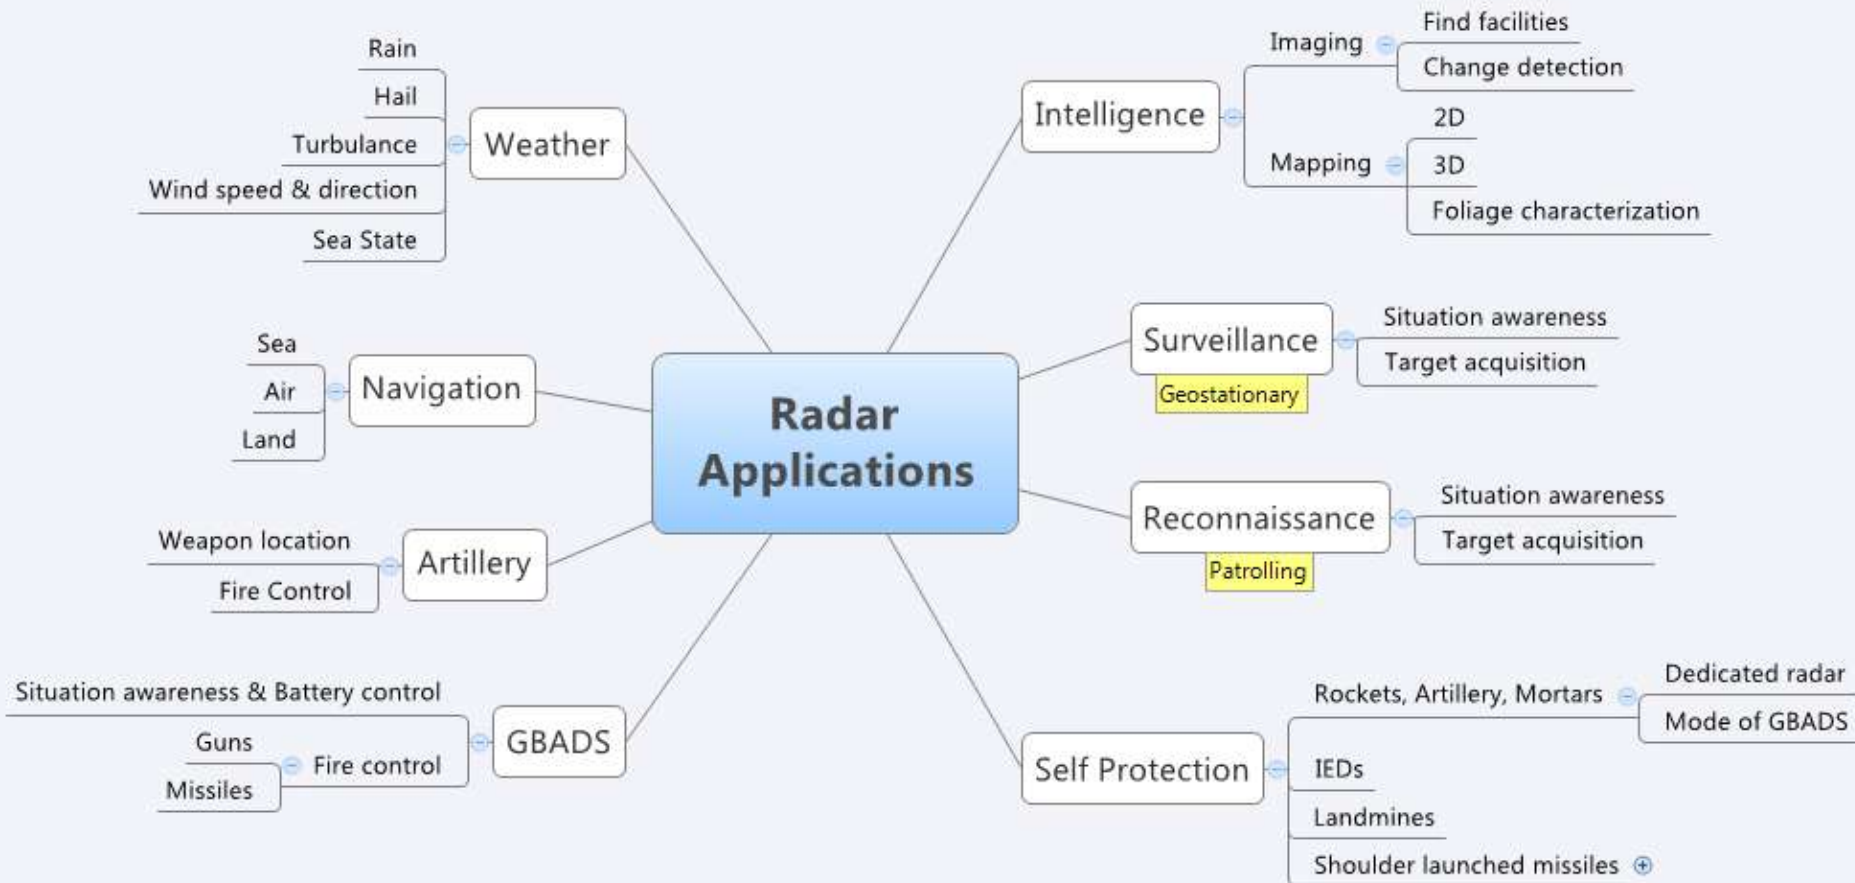 Radar
Applications
Weather
Rain
Hail
Turbulance
Wind speed & direction
Sea State
Navigation
Sea
Air
Land
Artillery
Weapon location
Fire Control
GBADS
Situation awareness & Battery control
Fire control
Guns
Missiles
Intelligence
Imaging
Find facilities
Change detection
Mapping
2D
3D
Foliage characterization
Surveillance
Geostationary
Situation awareness
Target acquisition
Reconnaissance
Patrolling
Situation awareness
Target acquisition
Self Protection
Rockets, Artillery, Mortars
Dedicated radar
Mode of GBADS
IEDs
Landmines
Shoulder launched missiles